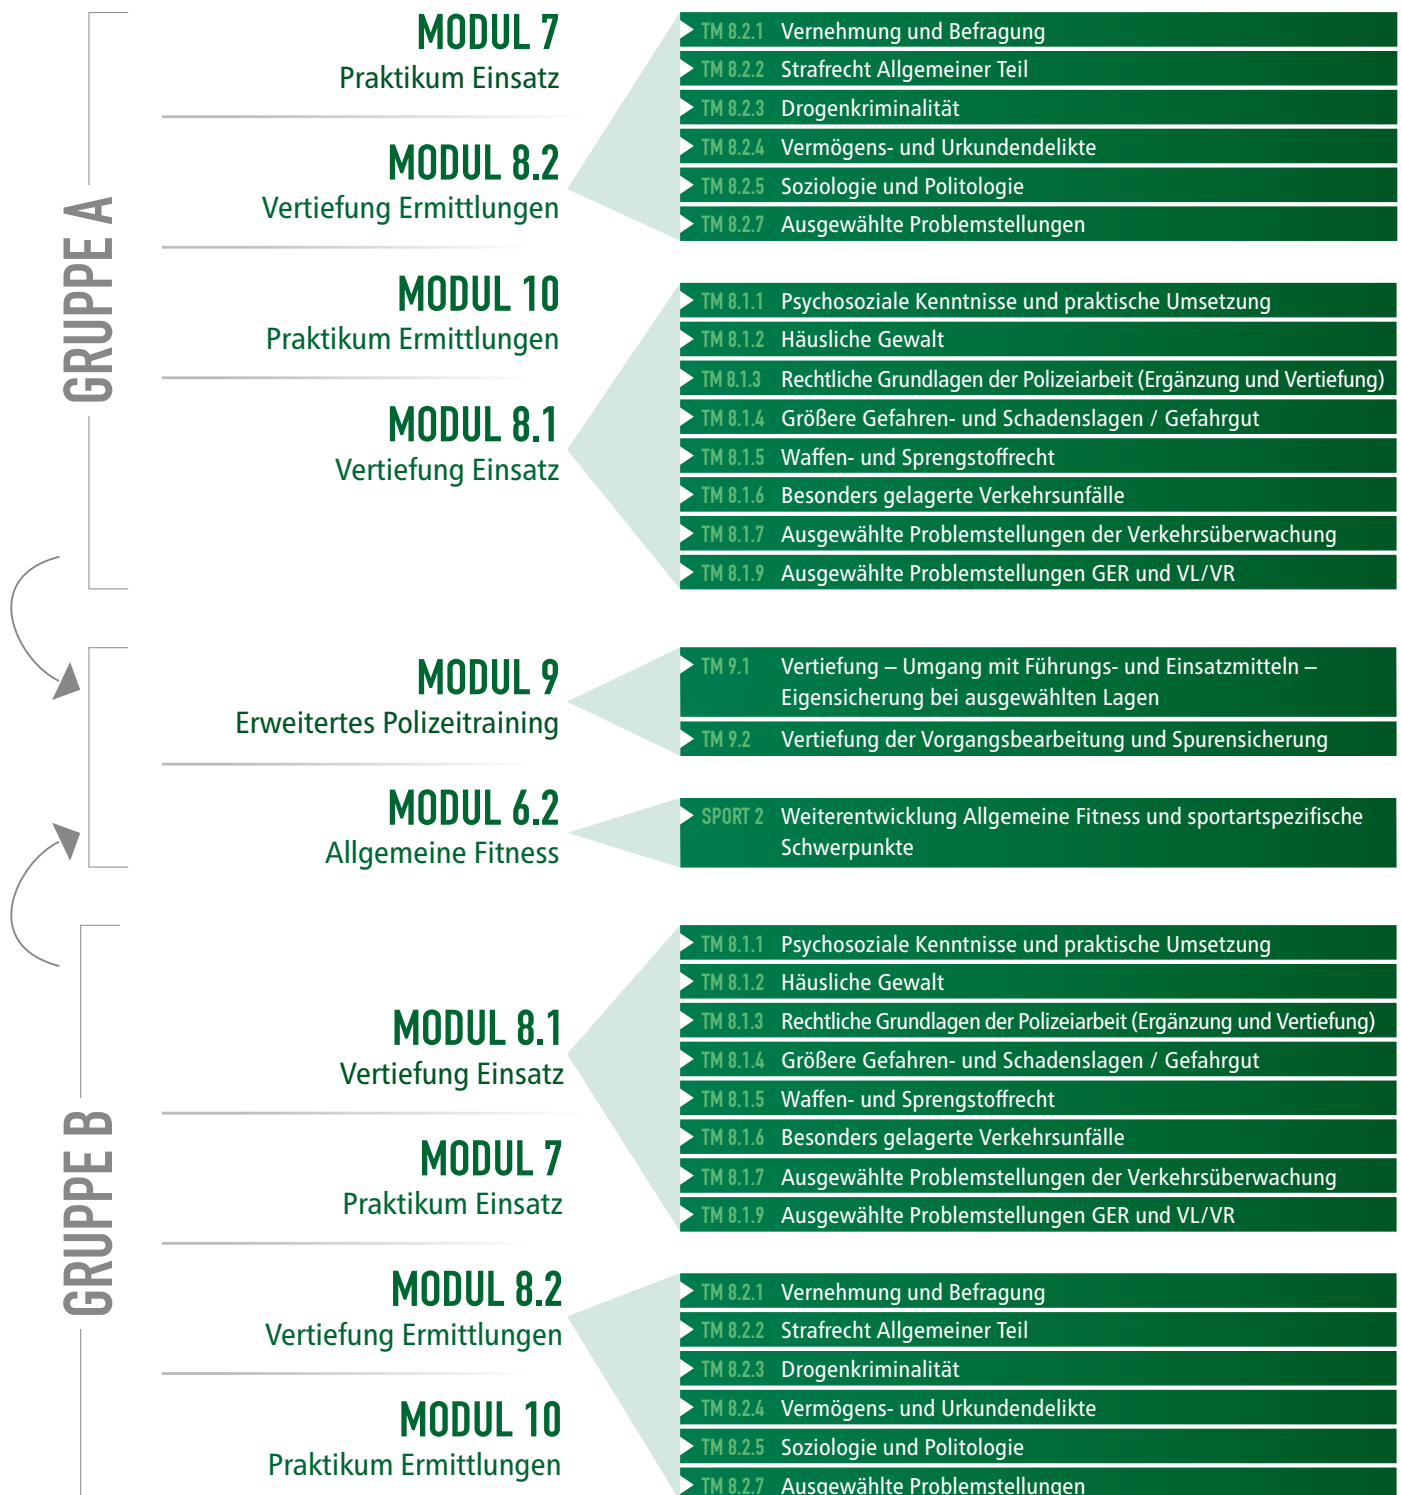 GRUPPE A
MODUL 7
Praktikum Einsatz
MODUL 8.2
Vertiefung Ermittlungen
TM 8.2.1 Vernehmung und Befragung
TM 8.2.2 Strafrecht Allgemeiner Teil
TM 8.2.3 Drogenkriminalität
TM 8.2.4 Vermögens- und Urkundendelikte
TM 8.2.5 Soziologie und Politologie
TM 8.2.7 Ausgewählte Problemstellungen
MODUL 10
Praktikum Ermittlungen
MODUL 8.1
Vertiefung Einsatz
TM 8.1.1 Psychosoziale Kenntnisse und praktische Umsetzung
TM 8.1.2 Häusliche Gewalt
TM 8.1.3 Rechtliche Grundlagen der Polizeiarbeit (Ergänzung und Vertiefung)
TM 8.1.4 Größere Gefahren- und Schadenslagen / Gefahrgut
TM 8.1.5 Waffen- und Sprengstoffrecht
TM 8.1.6 Besonders gelagerte Verkehrsunfälle
TM 8.1.7 Ausgewählte Problemstellungen der Verkehrsüberwachung
TM 8.1.9 Ausgewählte Problemstellungen GER und VL/VR
MODUL 9
Erweitertes Polizeitraining
TM 9.1 Vertiefung – Umgang mit Führungs- und Einsatzmitteln –
Eigensicherung bei ausgewählten Lagen
TM 9.2 Vertiefung der Vorgangsbearbeitung und Spurensicherung
MODUL 6.2
Allgemeine Fitness
SPORT 2 Weiterentwicklung Allgemeine Fitness und sportartspezifische
Schwerpunkte
GRUPPE B
MODUL 8.1
Vertiefung Einsatz
TM 8.1.1 Psychosoziale Kenntnisse und praktische Umsetzung
TM 8.1.2 Häusliche Gewalt
TM 8.1.3 Rechtliche Grundlagen der Polizeiarbeit (Ergänzung und Vertiefung)
TM 8.1.4 Größere Gefahren- und Schadenslagen / Gefahrgut
TM 8.1.5 Waffen- und Sprengstoffrecht
TM 8.1.6 Besonders gelagerte Verkehrsunfälle
TM 8.1.7 Ausgewählte Problemstellungen der Verkehrsüberwachung
TM 8.1.9 Ausgewählte Problemstellungen GER und VL/VR
MODUL 7
Praktikum Einsatz
MODUL 8.2
Vertiefung Ermittlungen
TM 8.2.1 Vernehmung und Befragung
TM 8.2.2 Strafrecht Allgemeiner Teil
TM 8.2.3 Drogenkriminalität
TM 8.2.4 Vermögens- und Urkundendelikte
TM 8.2.5 Soziologie und Politologie
TM 8.2.7 Ausgewählte Problemstellungen
MODUL 10
Praktikum Ermittlungen